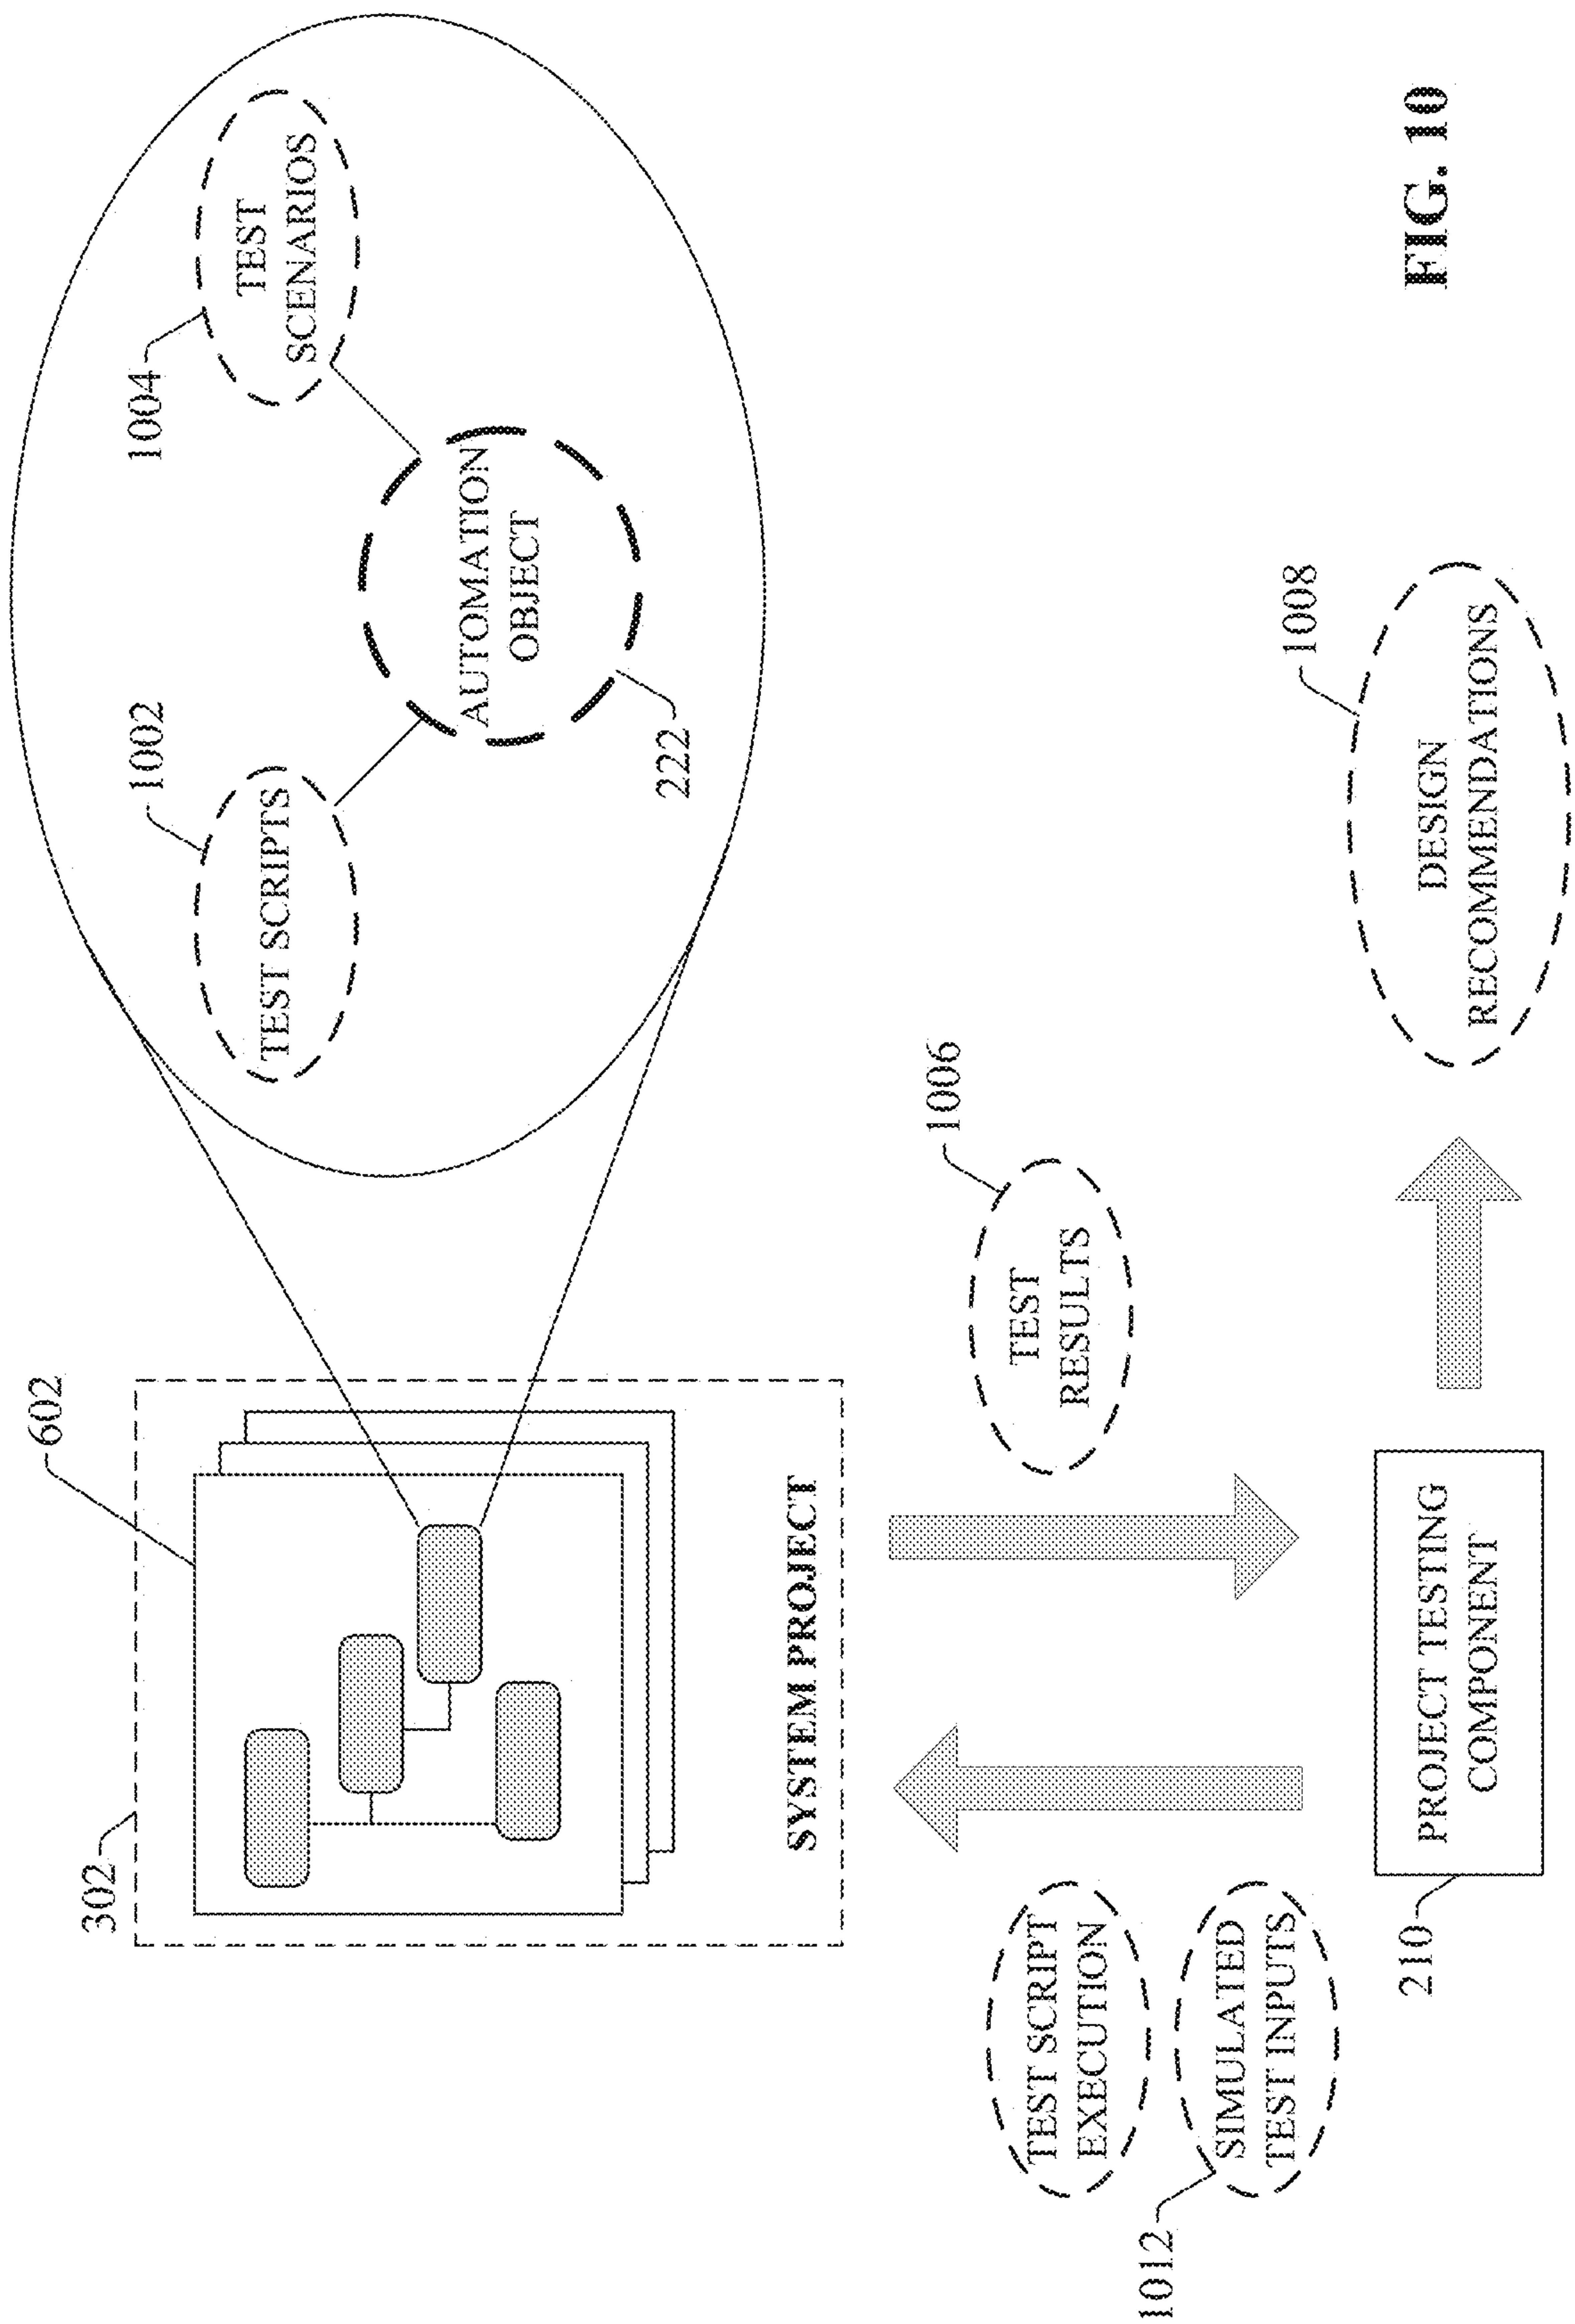 302
602
SYSTEM PROJECT
1002
TEST SCRIPTS
1004
TEST
SCENARIOS
AUTOMATION
OBJECT
222
TEST SCRIPT
EXECUTION
1012
SIMULATED
TEST INPUTS
1006
TEST
RESULTS
210
PROJECT TESTING
COMPONENT
1008
DESIGN
RECOMMENDATIONS
FIG. 10